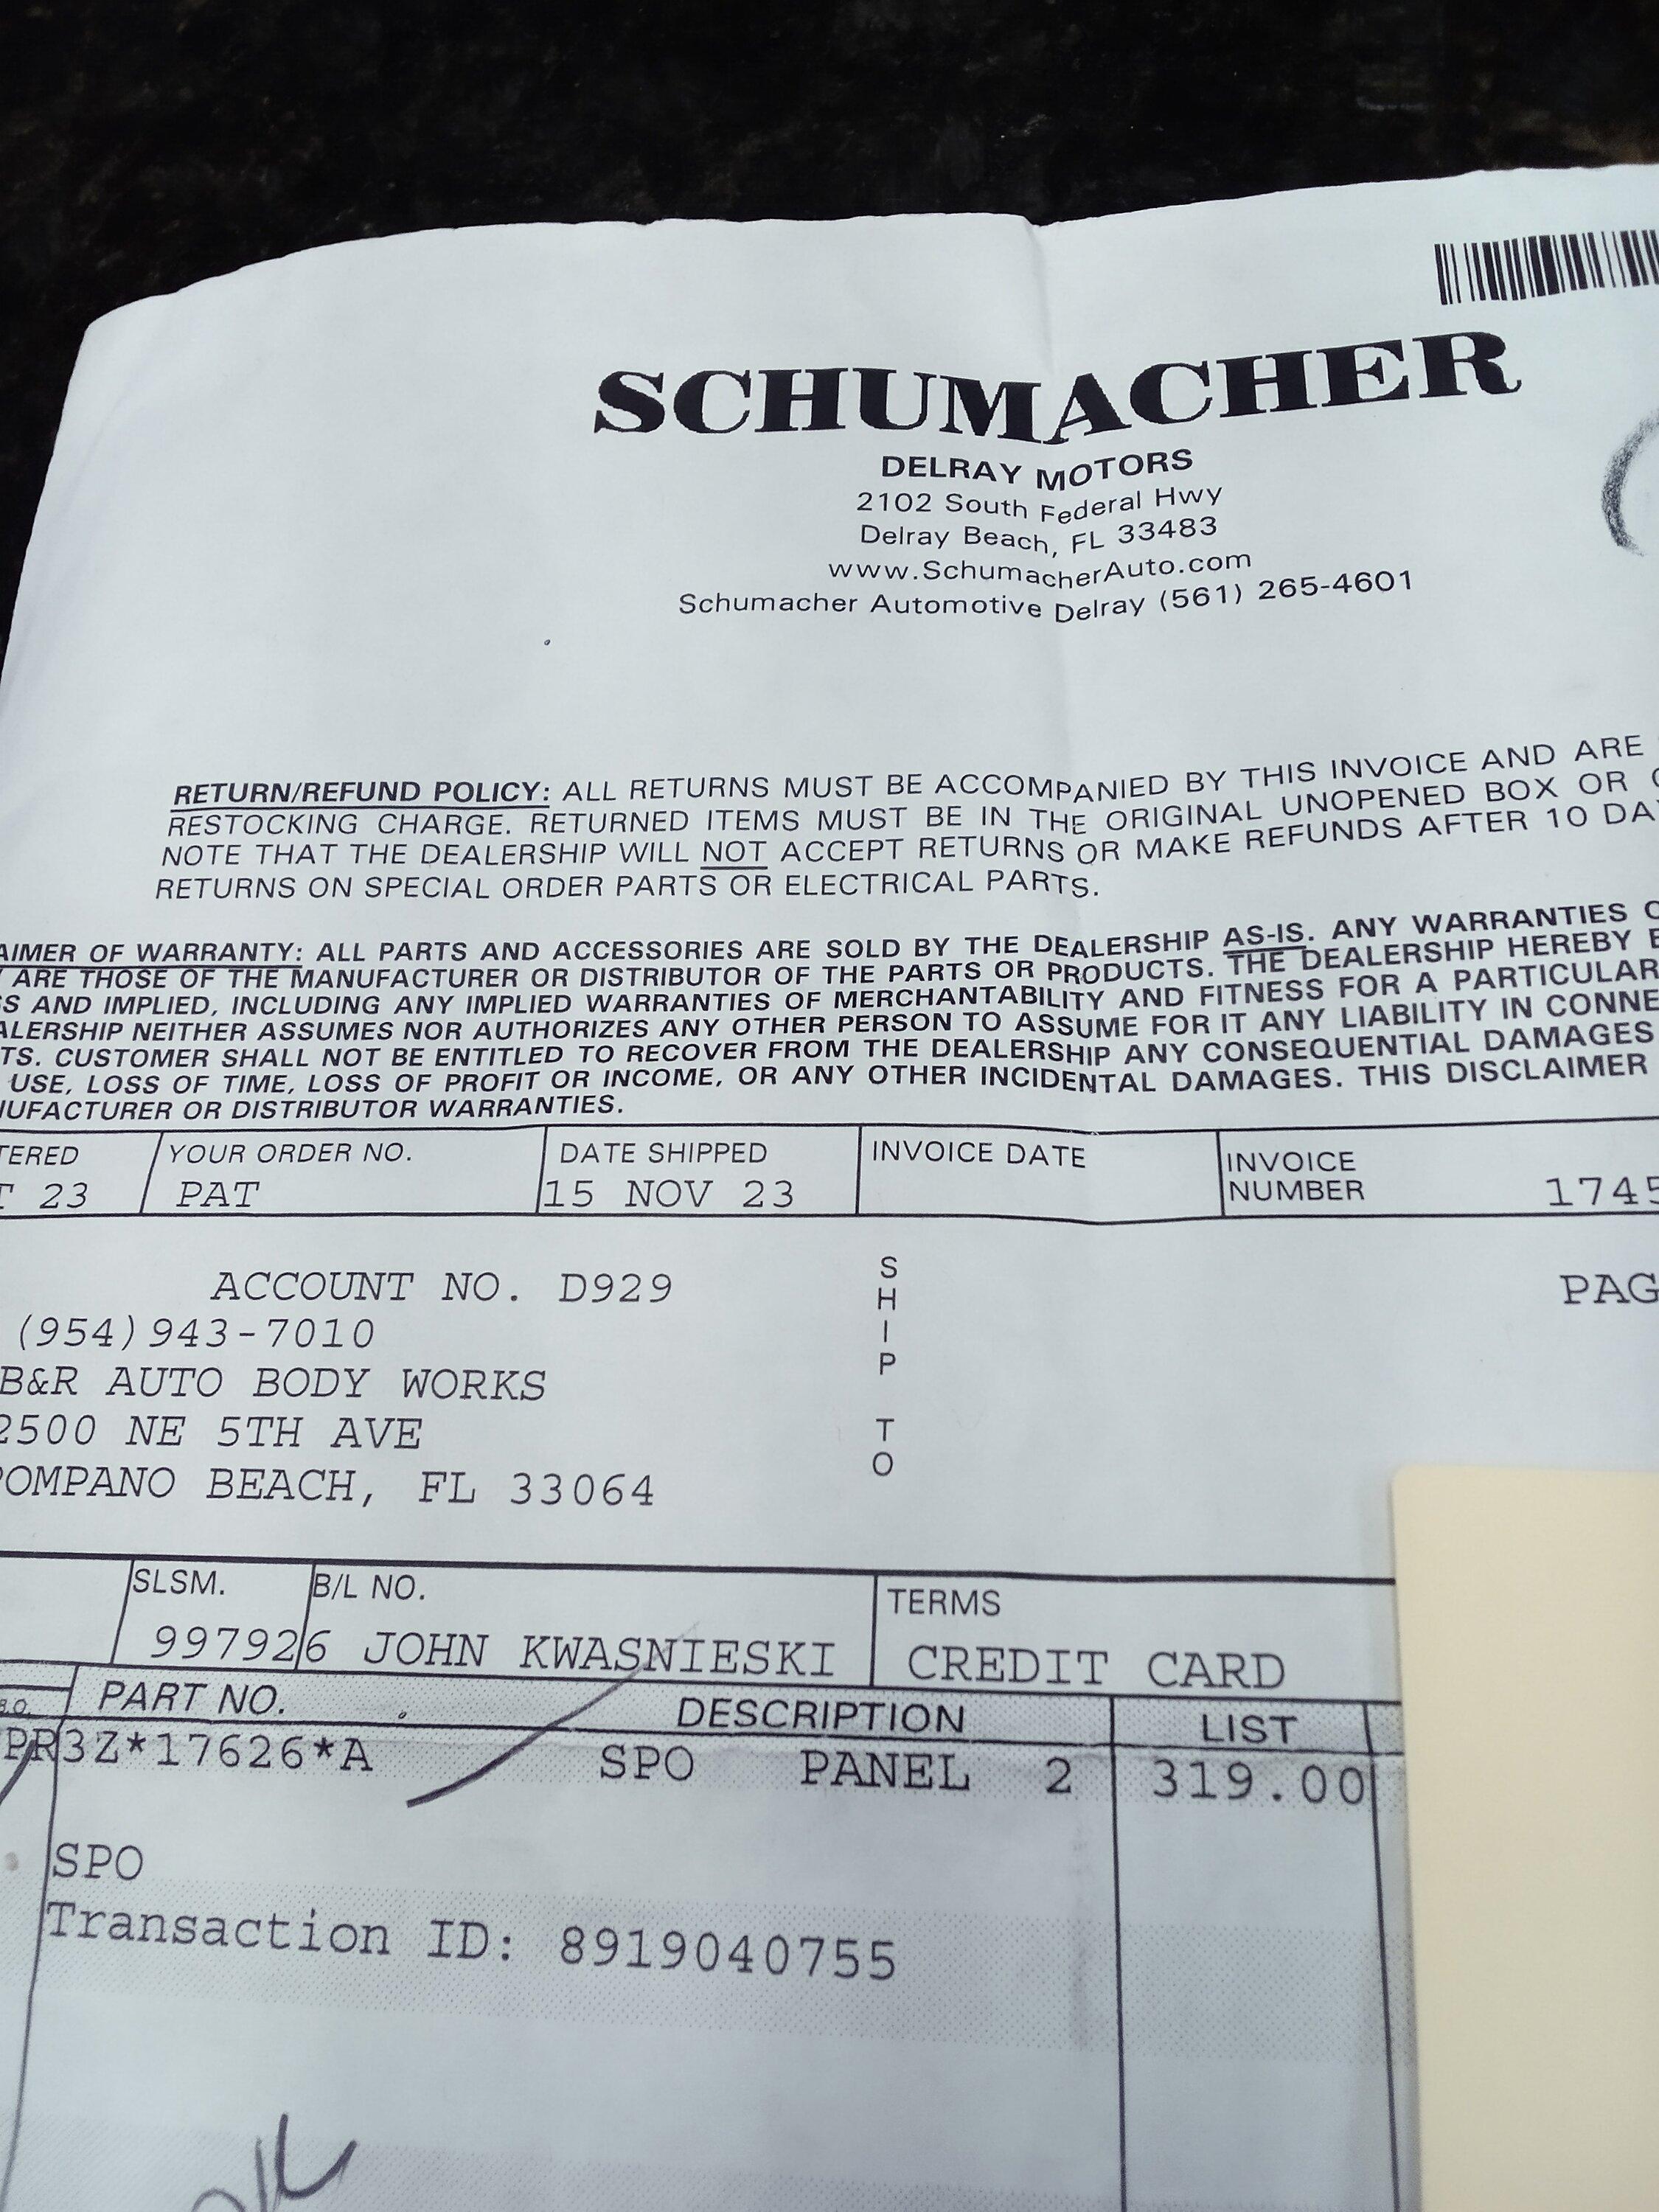 SCHUMACHER
DELRAY MOTORS
2102 South Federal Hwy
Delray Beach, FL 33483
www.SchumacherAuto.com
Schumacher Automotive Delray (561) 265-4601
RETURN/REFUND POLICY: ALL RETURNS MUST BE ACCOMPANIED BY THIS INVOICE AND ARE
RESTOCKING CHARGE. RETURNED ITEMS MUST BE IN THE ORIGINAL UNOPENED BOX OR
NOTE THAT THE DEALERSHIP WILL NOT ACCEPT RETURNS OR MAKE REFUNDS AFTER 10 DA
RETURNS ON SPECIAL ORDER PARTS OR ELECTRICAL PARTS.
AIMER OF WARRANTY: ALL PARTS AND ACCESSORIES ARE SOLD BY THE DEALERSHIP AS-IS. ANY WARRANTIES
ARE THOSE OF THE MANUFACTURER OR DISTRIBUTOR OF THE PARTS OR PRODUCTS. THE DEALERSHIP HEREBY
S AND IMPLIED, INCLUDING ANY IMPLIED WARRANTIES OF MERCHANTABILITY AND FITNESS FOR A PARTICULAR
ALERSHIP NEITHER ASSUMES NOR AUTHORIZES ANY OTHER PERSON TO ASSUME FOR IT ANY LIABILITY IN CONNE
TS. CUSTOMER SHALL NOT BE ENTITLED TO RECOVER FROM THE DEALERSHIP ANY CONSEQUENTIAL DAMAGES
USE, LOSS OF TIME, LOSS OF PROFIT OR INCOME, OR ANY OTHER INCIDENTAL DAMAGES. THIS DISCLAIMER
NUFACTURER OR DISTRIBUTOR WARRANTIES.
TERED YOUR ORDER NO. DATE SHIPPED INVOICE DATE INVOICE NUMBER
T 23 PAT 15 NOV 23 1745
ACCOUNT NO. D929 PAG
(954)943-7010
B&R AUTO BODY WORKS
2500 NE 5TH AVE
POMPANO BEACH, FL 33064
SHIP TO
SLSM. B/L NO. TERMS
997926 JOHN KWASNIESKI CREDIT CARD
B.O. PART NO. DESCRIPTION LIST
PR3Z*17626*A SPO PANEL 2 319.00
SPO
Transaction ID: 8919040755